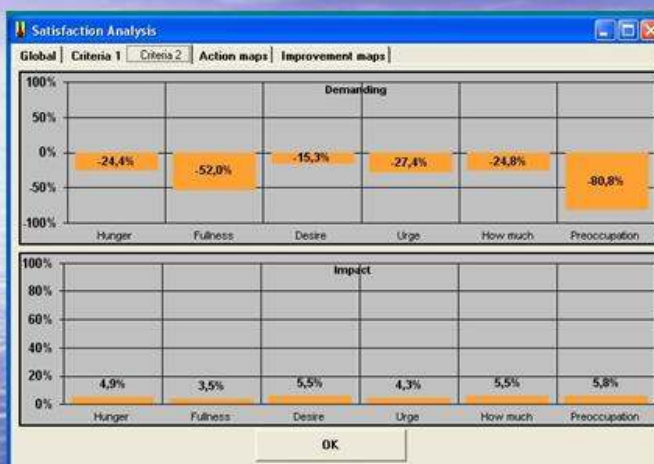 Satisfaction Analysis
Global Criteria 1 Criteria 2 Action maps Improvement maps
Demanding
100%
50%
0%
-50%
-100%
-24,4% -52,0% -15,3% -27,4% -24,8% -80,8%
Hunger Fullness Desire Urge How much Preoccupation
Impact
100%
80%
60%
40%
20%
0%
4,9% 3,5% 5,5% 4,3% 5,5% 5,8%
Hunger Fullness Desire Urge How much Preoccupation
OK